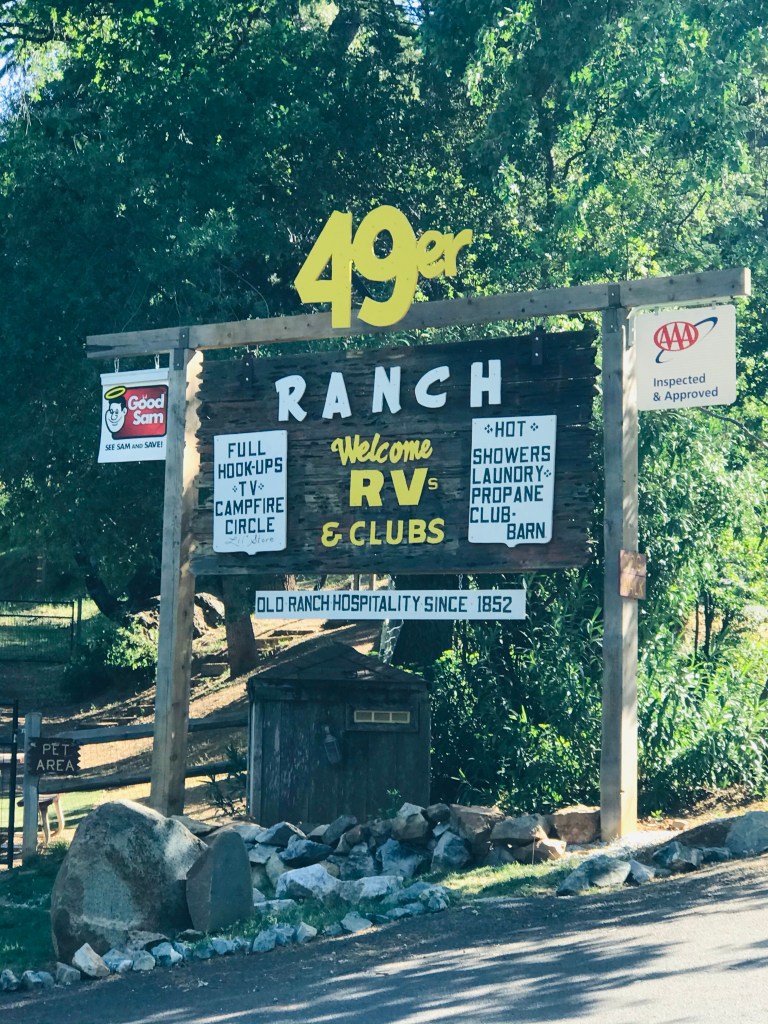 49er
RANCH
Good
Sam
SEE SAM AND SAVE!
AAA
Inspected
& Approved
FULL
HOOK-UPS
TV
CAMPFIRE
CIRCLE
Welcome
RVs
& CLUBS
HOT
SHOWERS
LAUNDRY
PROPANE
CLUB-
BARN
OLD RANCH HOSPITALITY SINCE 1852
PET
AREA